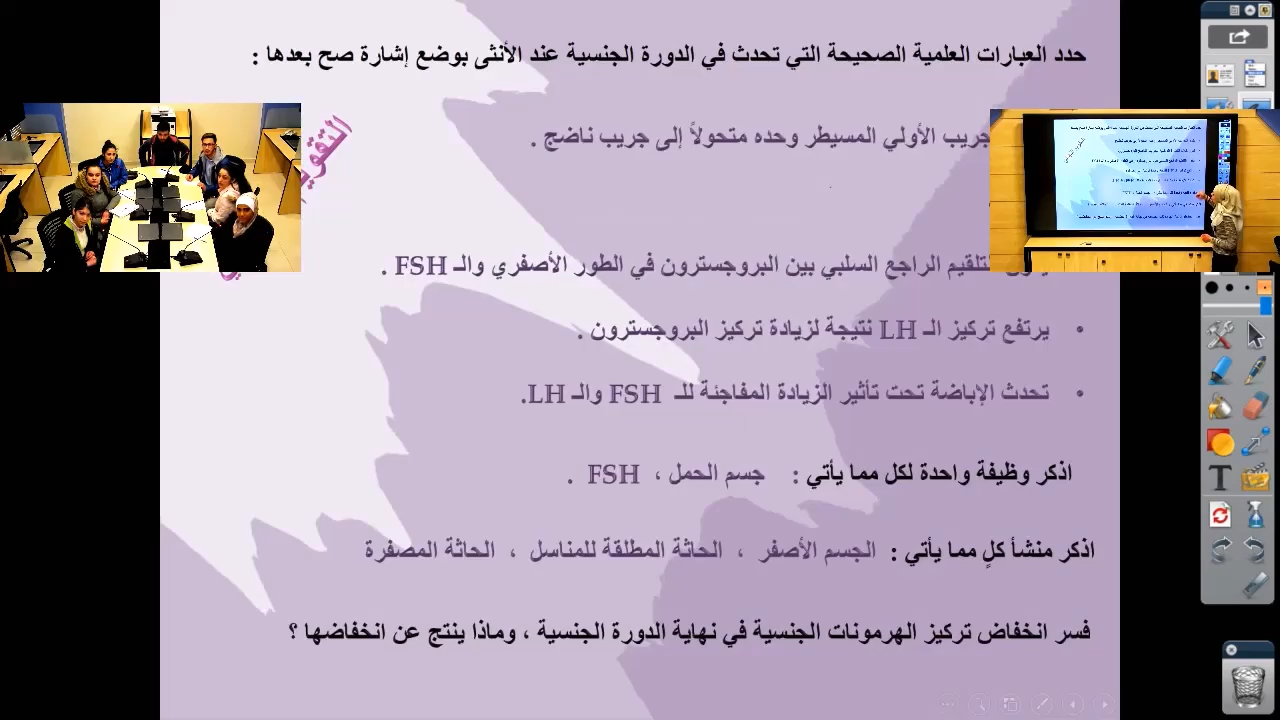 حدد العبارات العلمية الصحيحة التي تحدث في الدورة الجنسية عند الأنثى بوضع إشارة صح بعدها :
جريب الأولي المسيطر وحده متحولاً إلى جريب ناضج .
التلقيم الراجع السلبي بين البروجسترون في الطور الأصفري والـ FSH .
• يرتفع تركيز الـ LH نتيجة لزيادة تركيز البروجسترون .
• تحدث الإباضة تحت تأثير الزيادة المفاجئة للـ FSH والـ LH.
اذكر وظيفة واحدة لكل مما يأتي : جسم الحمل ، FSH .
اذكر منشأ كلٍ مما يأتي : الجسم الأصفر ، الحاثة المطلقة للمناسل ، الحاثة المصفرة
فسر انخفاض تركيز الهرمونات الجنسية في نهاية الدورة الجنسية ، وماذا ينتج عن انخفاضها ؟